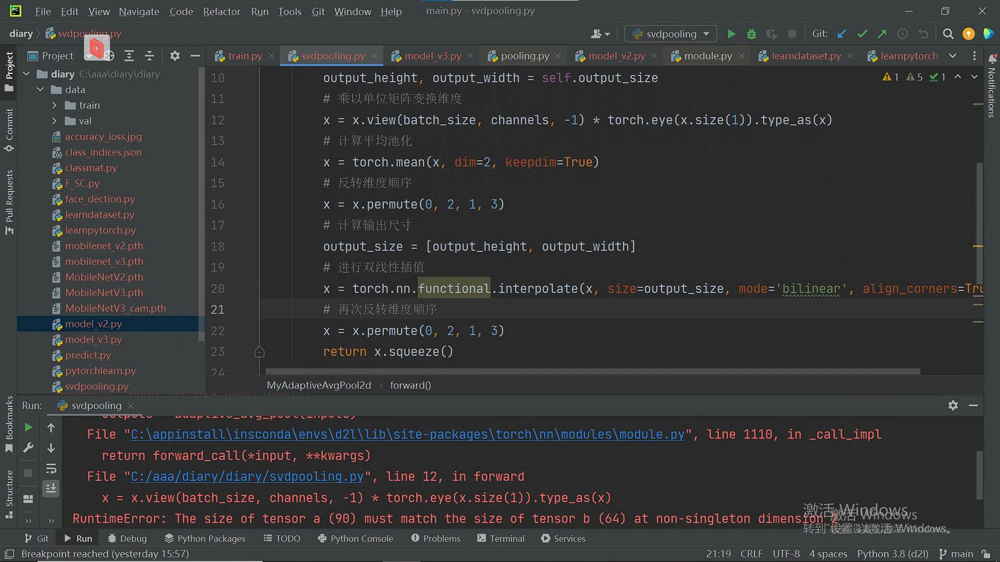 File Edit View Navigate Code Refactor Run Tools Git Window Help main.py - svdpooling.py
diary svdpooling.py svdpooling Git:
Project train.py svdpooling.py model_v3.py pooling.py model_v2.py module.py learndataset.py learnpytorch.
diary C:\aaa\diary\diary
data
train
val
accuracy_loss.jpg
class_indices.json
classmat.py
F_SC.py
face_dection.py
learndataset.py
learnpytorch.py
mobilenet_v2.pth
mobilenet_v3.pth
MobileNetV2.pth
MobileNetV3.pth
MobileNetV3_cam.pth
model_v2.py
model_v3.py
predict.py
pytorchlearn.py
svdpooling.py
Project
Commit
Pull Requests
Bookmarks
Structure
Notifications
1 5 1
10 output_height, output_width = self.output_size
11 # 乘以单位矩阵变换维度
12 x = x.view(batch_size, channels, -1) * torch.eye(x.size(1)).type_as(x)
13 # 计算平均池化
14 x = torch.mean(x, dim=2, keepdim=True)
15 # 反转维度顺序
16 x = x.permute(0, 2, 1, 3)
17 # 计算输出尺寸
18 output_size = [output_height, output_width]
19 # 进行双线性插值
20 x = torch.nn.functional.interpolate(x, size=output_size, mode='bilinear', align_corners=Tru
21 # 再次反转维度顺序
22 x = x.permute(0, 2, 1, 3)
23 return x.squeeze()
24
MyAdaptiveAvgPool2d › forward()
Run: svdpooling
outputs = adaptive_avg_pool(inputs)
File "C:\appinstall\insconda\envs\d2l\lib\site-packages\torch\nn\modules\module.py", line 1110, in _call_impl
return forward_call(*input, **kwargs)
File "C:/aaa/diary/diary/svdpooling.py", line 12, in forward
x = x.view(batch_size, channels, -1) * torch.eye(x.size(1)).type_as(x)
RuntimeError: The size of tensor a (90) must match the size of tensor b (64) at non-singleton dimension 2
激活 Windows
激活 Windows
转到“设置”以激活 Windows。
Git Run Debug Python Packages TODO Python Console Problems Terminal Services
Breakpoint reached (yesterday 15:57) 21:19 CRLF UTF-8 4 spaces Python 3.8 (d2l) main